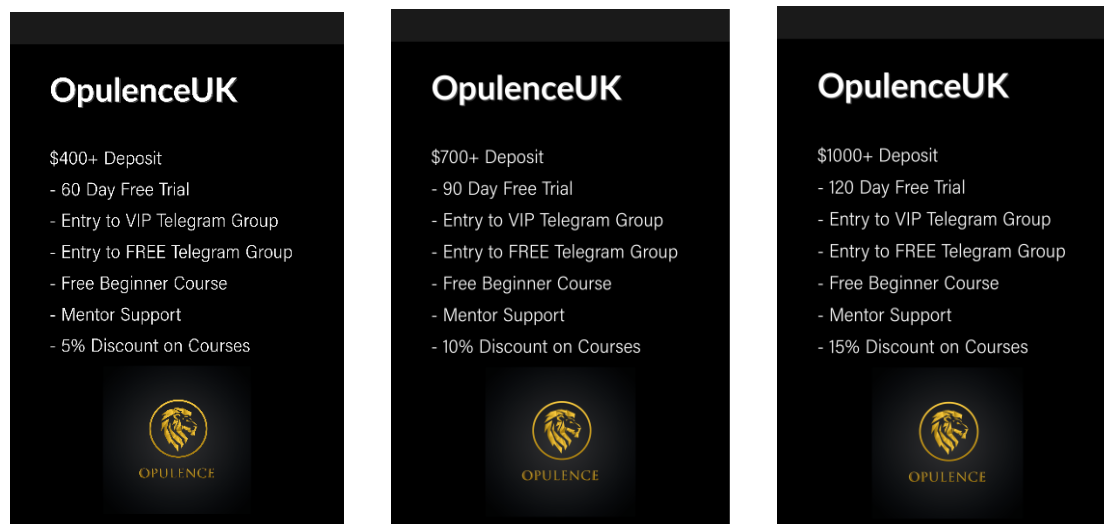 OpulenceUK
$400+ Deposit
- 60 Day Free Trial
- Entry to VIP Telegram Group
- Entry to FREE Telegram Group
- Free Beginner Course
- Mentor Support
- 5% Discount on Courses
OPULENCE
OpulenceUK
$700+ Deposit
- 90 Day Free Trial
- Entry to VIP Telegram Group
- Entry to FREE Telegram Group
- Free Beginner Course
- Mentor Support
- 10% Discount on Courses
OPULENCE
OpulenceUK
$1000+ Deposit
- 120 Day Free Trial
- Entry to VIP Telegram Group
- Entry to FREE Telegram Group
- Free Beginner Course
- Mentor Support
- 15% Discount on Courses
OPULENCE